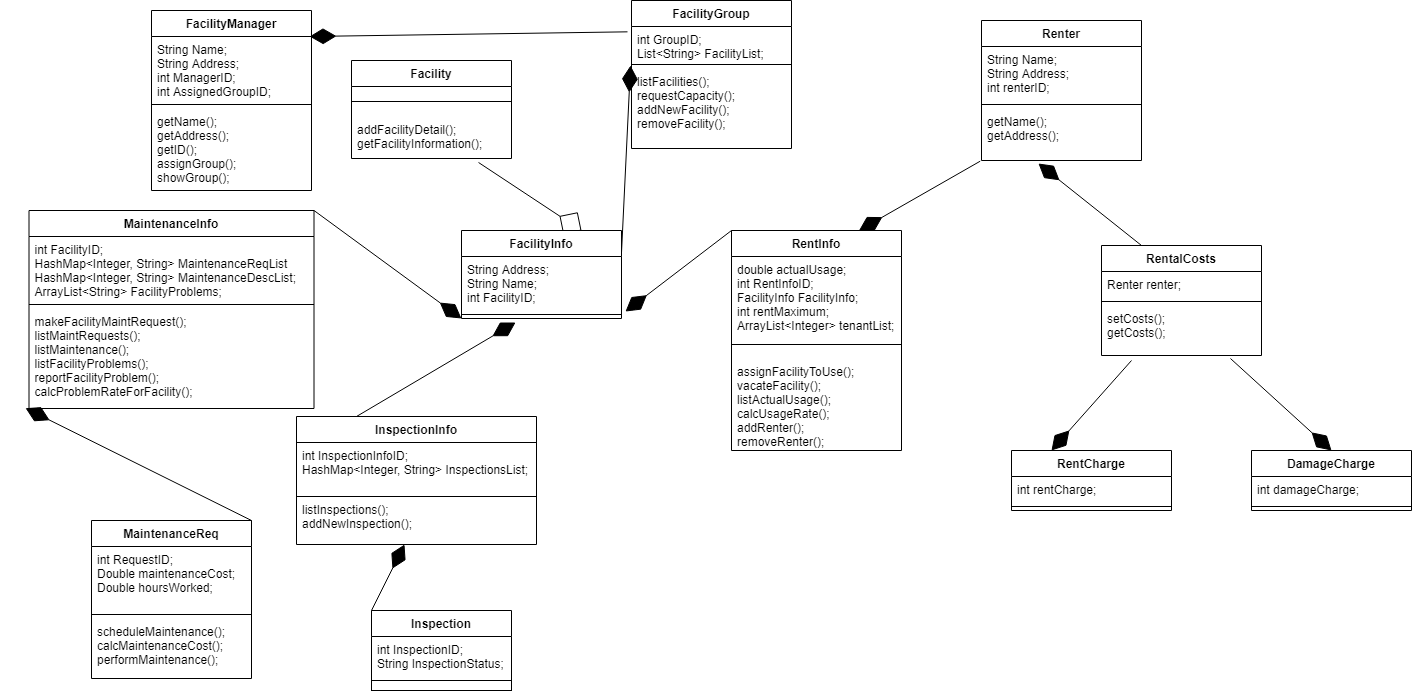 FacilityManager
String Name;
String Address;
int ManagerID;
int AssignedGroupID;
getName();
getAddress();
getID();
assignGroup();
showGroup();
Facility
addFacilityDetail();
getFacilityInformation();
FacilityGroup
int GroupID;
List<String> FacilityList;
listFacilities();
requestCapacity();
addNewFacility();
removeFacility();
Renter
String Name;
String Address;
int renterID;
getName();
getAddress();
MaintenanceInfo
int FacilityID;
HashMap<Integer, String> MaintenanceReqList
HashMap<Integer, String> MaintenanceDescList;
ArrayList<String> FacilityProblems;
makeFacilityMaintRequest();
listMaintRequests();
listMaintenance();
listFacilityProblems();
reportFacilityProblem();
calcProblemRateForFacility();
FacilityInfo
String Address;
String Name;
int FacilityID;
RentInfo
double actualUsage;
int RentInfoID;
FacilityInfo FacilityInfo;
int rentMaximum;
ArrayList<Integer> tenantList;
assignFacilityToUse();
vacateFacility();
listActualUsage();
calcUsageRate();
addRenter();
removeRenter();
RentalCosts
Renter renter;
setCosts();
getCosts();
InspectionInfo
int InspectionInfoID;
HashMap<Integer, String> InspectionsList;
listInspections();
addNewInspection();
RentCharge
int rentCharge;
DamageCharge
int damageCharge;
MaintenanceReq
int RequestID;
Double maintenanceCost;
Double hoursWorked;
scheduleMaintenance();
calcMaintenanceCost();
performMaintenance();
Inspection
int InspectionID;
String InspectionStatus;